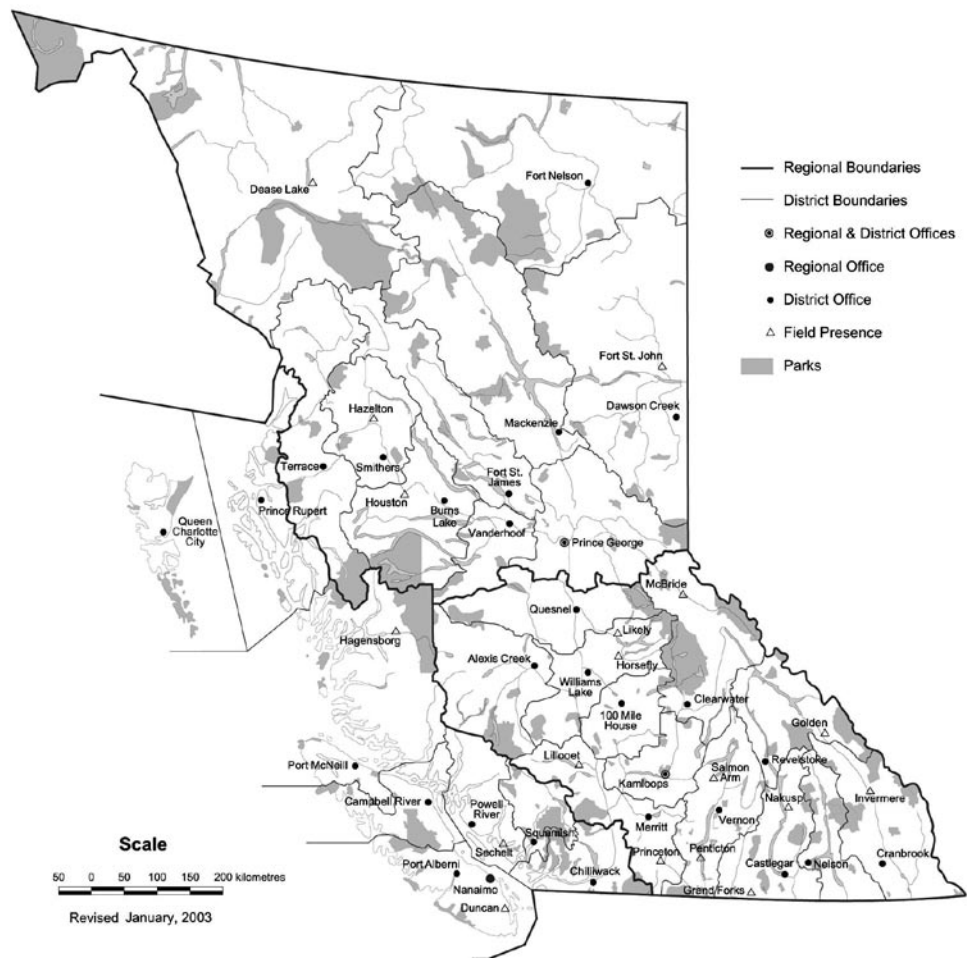 Dease Lake
Fort Nelson
Fort St. John
Dawson Creek
Mackenzie
Hazelton
Terrace
Smithers
Fort St.
James
Houston
Burns
Lake
Prince Rupert
Vanderhoof
Queen
Charlotte
City
Prince George
McBride
Quesnel
Likely
Hagensborg
Horsefly
Alexis Creek
Williams
Lake
Clearwater
100 Mile
House
Golden
Lillooet
Salmon
Arm
Revelstoke
Port McNeill
Kamloops
Nakusp
Invermere
Campbell River
Powell
River
Merritt
Vernon
Squamish
Sechelt
Princeton
Penticton
Castlegar
Nelson
Cranbrook
Port Alberni
Nanaimo
Chilliwack
Grand Forks
Duncan
Regional Boundaries
District Boundaries
Regional & District Offices
Regional Office
District Office
Field Presence
Parks
Scale
50 0 50 100 150 200 kilometres
Revised January, 2003